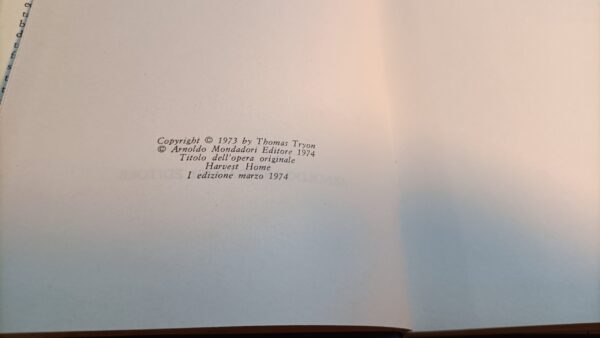 Copyright © 1973 by Thomas Tryon
© Arnoldo Mondadori Editore 1974
Titolo dell'opera originale
Harvest Home
I edizione marzo 1974